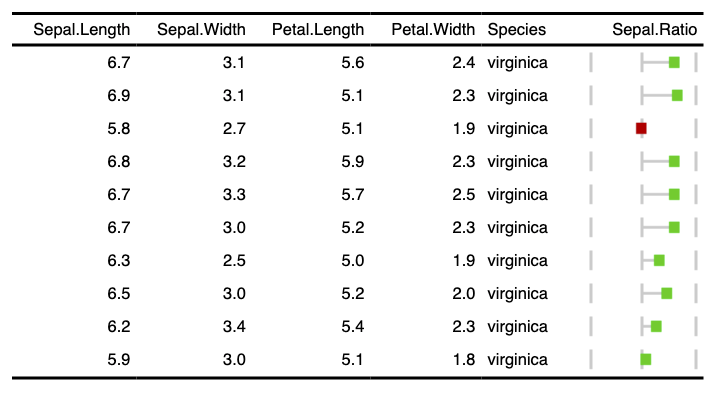 Sepal.Length Sepal.Width Petal.Length Petal.Width Species Sepal.Ratio
6.7 3.1 5.6 2.4 virginica
6.9 3.1 5.1 2.3 virginica
5.8 2.7 5.1 1.9 virginica
6.8 3.2 5.9 2.3 virginica
6.7 3.3 5.7 2.5 virginica
6.7 3.0 5.2 2.3 virginica
6.3 2.5 5.0 1.9 virginica
6.5 3.0 5.2 2.0 virginica
6.2 3.4 5.4 2.3 virginica
5.9 3.0 5.1 1.8 virginica